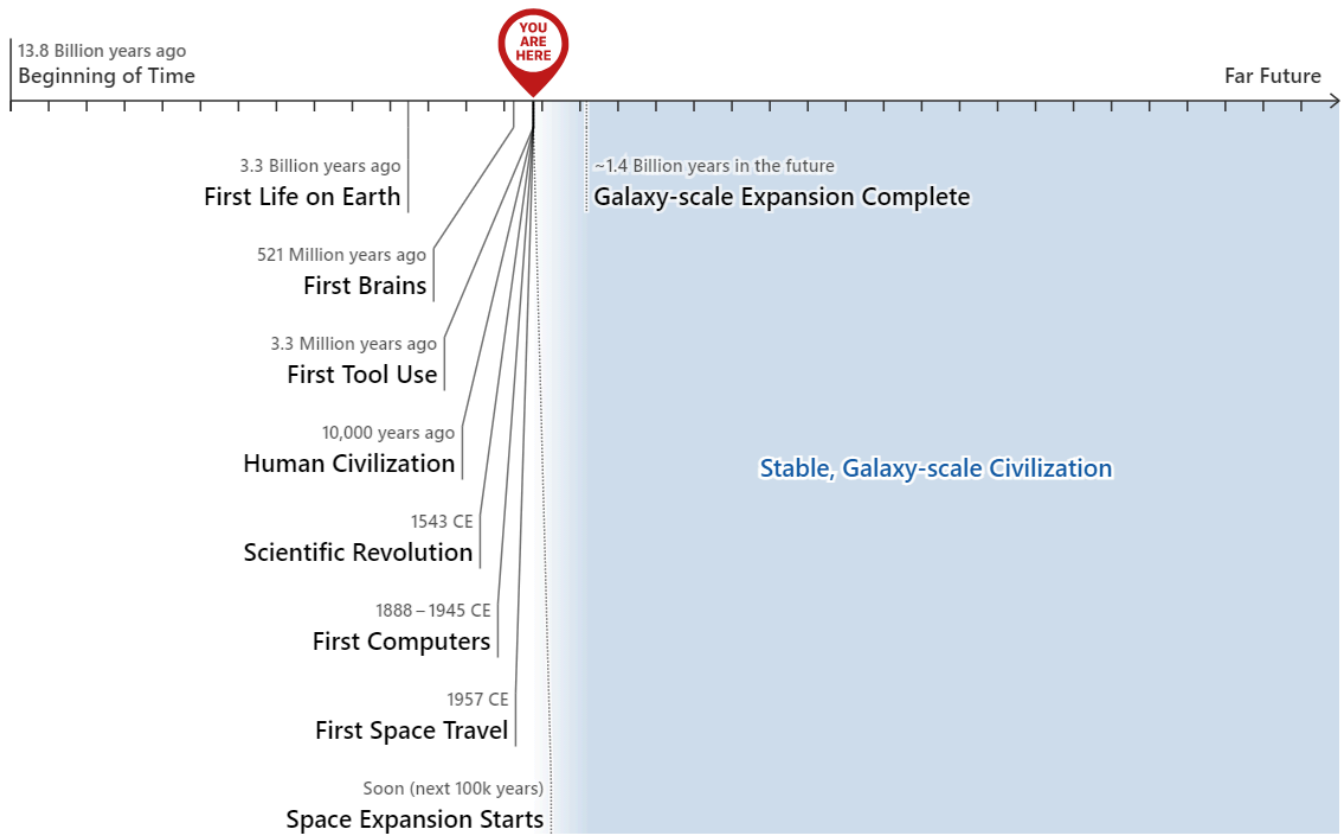 YOU
ARE
HERE
13.8 Billion years ago
Beginning of Time
Far Future
3.3 Billion years ago
First Life on Earth
~1.4 Billion years in the future
Galaxy-scale Expansion Complete
521 Million years ago
First Brains
3.3 Million years ago
First Tool Use
10,000 years ago
Human Civilization
Stable, Galaxy-scale Civilization
1543 CE
Scientific Revolution
1888 – 1945 CE
First Computers
1957 CE
First Space Travel
Soon (next 100k years)
Space Expansion Starts